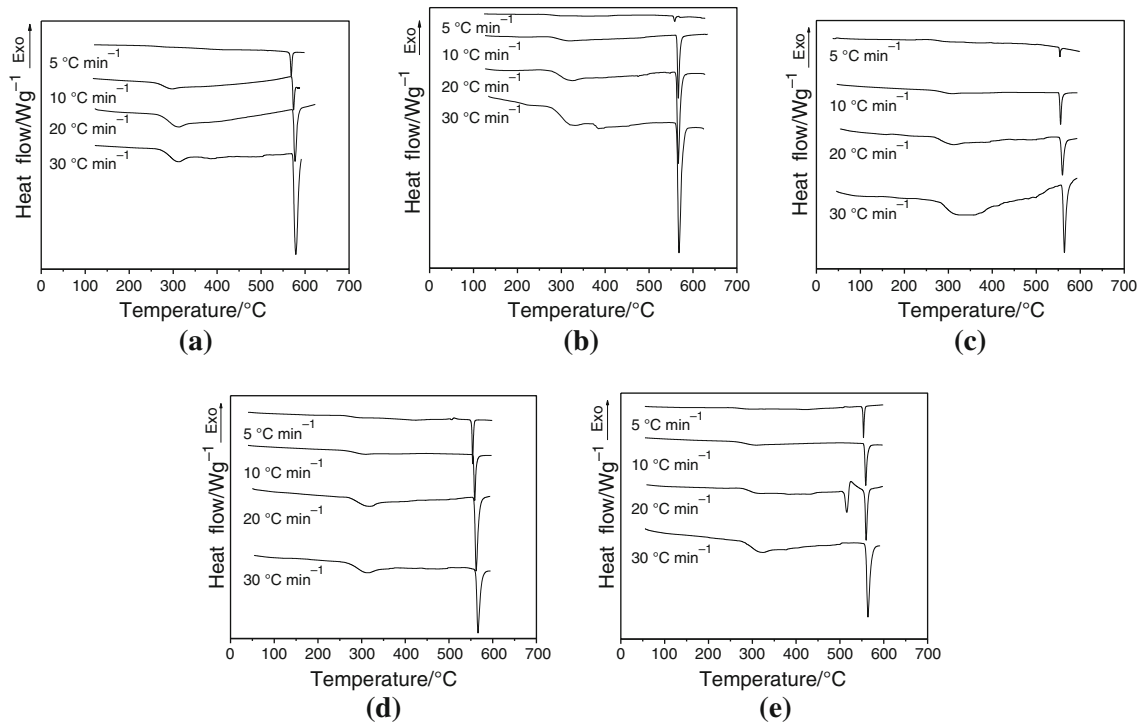 Heat flow/Wg⁻¹ Exo
5 °C min⁻¹
10 °C min⁻¹
20 °C min⁻¹
30 °C min⁻¹
0 100 200 300 400 500 600 700
Temperature/°C
(a)
Heat flow/Wg⁻¹ Exo
5 °C min⁻¹
10 °C min⁻¹
20 °C min⁻¹
30 °C min⁻¹
0 100 200 300 400 500 600 700
Temperature/°C
(b)
Heat flow/Wg⁻¹ Exo
5 °C min⁻¹
10 °C min⁻¹
20 °C min⁻¹
30 °C min⁻¹
0 100 200 300 400 500 600 700
Temperature/°C
(c)
Heat flow/Wg⁻¹ Exo
5 °C min⁻¹
10 °C min⁻¹
20 °C min⁻¹
30 °C min⁻¹
0 100 200 300 400 500 600 700
Temperature/°C
(d)
Heat flow/Wg⁻¹ Exo
5 °C min⁻¹
10 °C min⁻¹
20 °C min⁻¹
30 °C min⁻¹
0 100 200 300 400 500 600 700
Temperature/°C
(e)